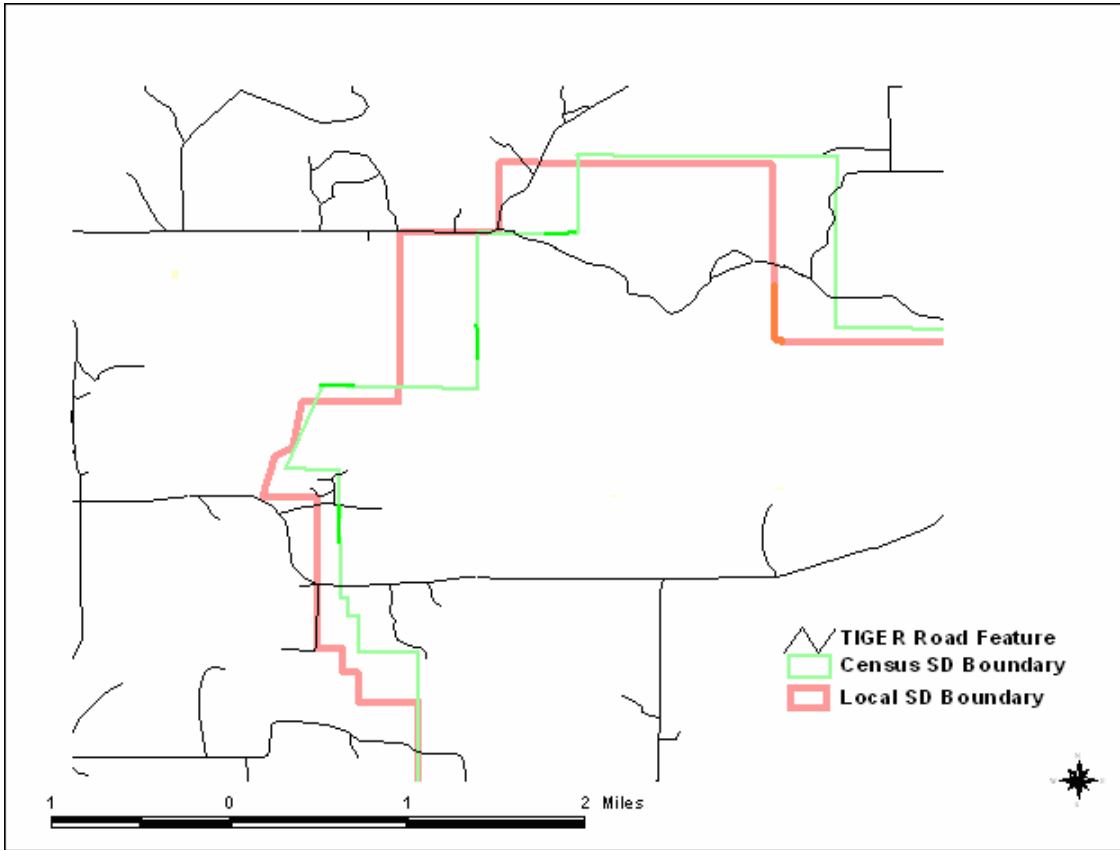 TIGER Road Feature
Census SD Boundary
Local SD Boundary
1 0 1 2 Miles